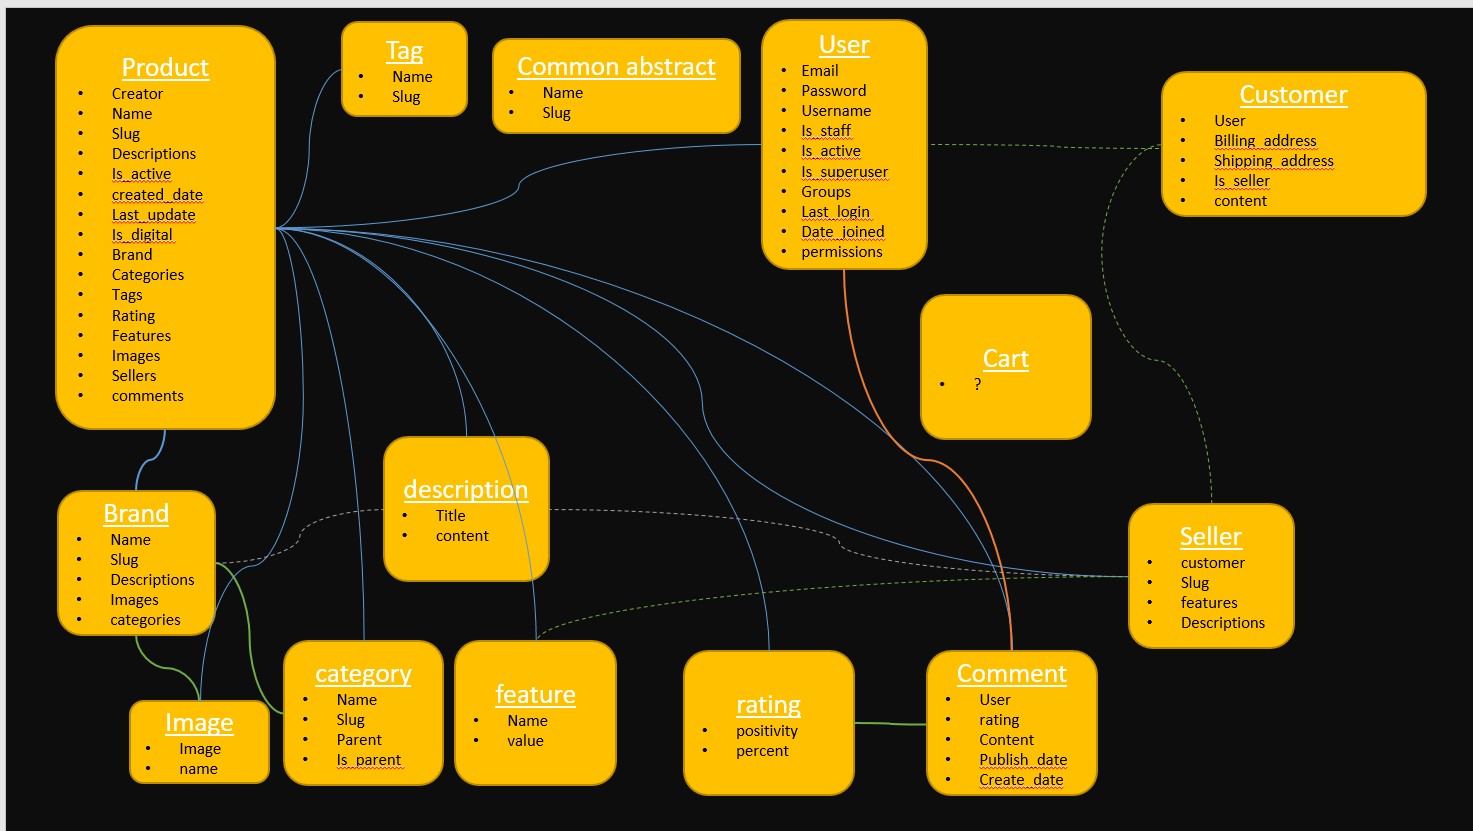 Product
Creator
Name
Slug
Descriptions
Is_active
created_date
Last_update
Is_digital
Brand
Categories
Tags
Rating
Features
Images
Sellers
comments
Tag
Name
Slug
Common abstract
Name
Slug
User
Email
Password
Username
Is_staff
Is_active
Is_superuser
Groups
Last_login
Date_joined
permissions
Customer
User
Billing_address
Shipping_address
Is_seller
content
Cart
?
description
Title
content
Brand
Name
Slug
Descriptions
Images
categories
Seller
customer
Slug
features
Descriptions
Image
Image
name
category
Name
Slug
Parent
Is_parent
feature
Name
value
rating
positivity
percent
Comment
User
rating
Content
Publish_date
Create_date